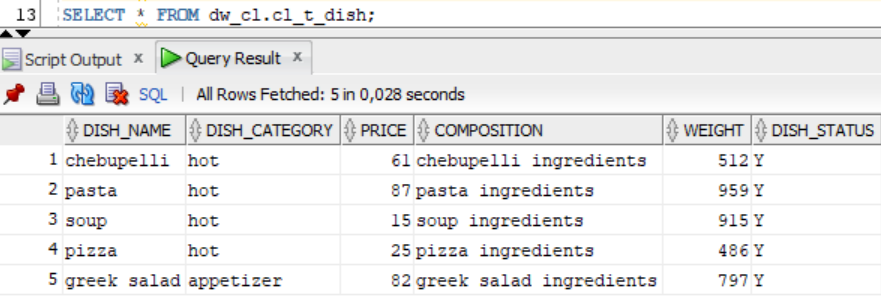 13 SELECT * FROM dw_cl.cl_t_dish;
Script Output x Query Result x
SQL | All Rows Fetched: 5 in 0,028 seconds
DISH_NAME DISH_CATEGORY PRICE COMPOSITION WEIGHT DISH_STATUS
1 chebupelli hot 61 chebupelli ingredients 512 Y
2 pasta hot 87 pasta ingredients 959 Y
3 soup hot 15 soup ingredients 915 Y
4 pizza hot 25 pizza ingredients 486 Y
5 greek salad appetizer 82 greek salad ingredients 797 Y